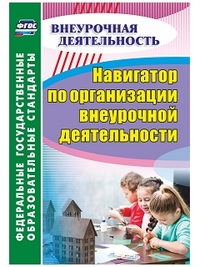 ФГОС
ВНЕУРОЧНАЯ
ДЕЯТЕЛЬНОСТЬ
Навигатор
по организации
внеурочной
деятельности
ФЕДЕРАЛЬНЫЕ ГОСУДАРСТВЕННЫЕ
ОБРАЗОВАТЕЛЬНЫЕ СТАНДАРТЫ